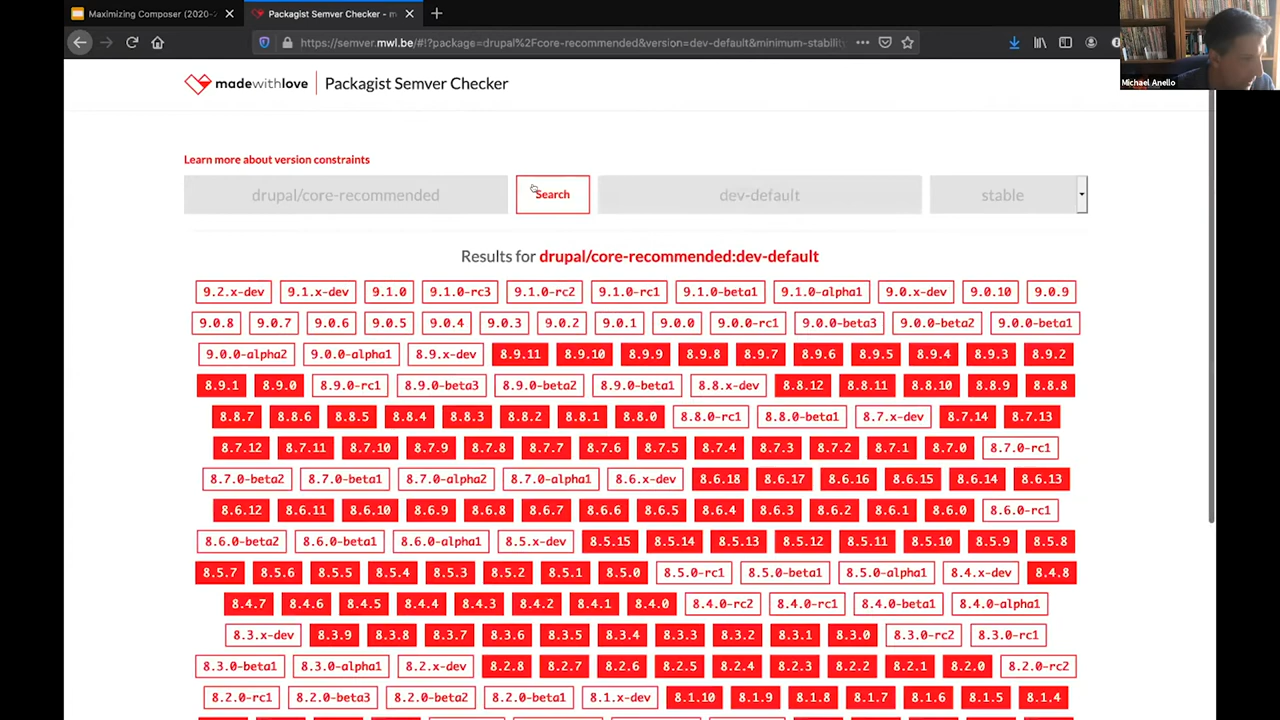 Maximizing Composer (2020-
Packagist Semver Checker - m
https://semver.mwl.be/#!?package=drupal%2Fcore-recommended&version=dev-default&minimum-stability
Michael Anello
madewithlove
Packagist Semver Checker
Learn more about version constraints
drupal/core-recommended
Search
dev-default
stable
Results for drupal/core-recommended:dev-default
9.2.x-dev 9.1.x-dev 9.1.0 9.1.0-rc3 9.1.0-rc2 9.1.0-rc1 9.1.0-beta1 9.1.0-alpha1 9.0.x-dev 9.0.10 9.0.9
9.0.8 9.0.7 9.0.6 9.0.5 9.0.4 9.0.3 9.0.2 9.0.1 9.0.0 9.0.0-rc1 9.0.0-beta3 9.0.0-beta2 9.0.0-beta1
9.0.0-alpha2 9.0.0-alpha1 8.9.x-dev 8.9.11 8.9.10 8.9.9 8.9.8 8.9.7 8.9.6 8.9.5 8.9.4 8.9.3 8.9.2
8.9.1 8.9.0 8.9.0-rc1 8.9.0-beta3 8.9.0-beta2 8.9.0-beta1 8.8.x-dev 8.8.12 8.8.11 8.8.10 8.8.9 8.8.8
8.8.7 8.8.6 8.8.5 8.8.4 8.8.3 8.8.2 8.8.1 8.8.0 8.8.0-rc1 8.8.0-beta1 8.7.x-dev 8.7.14 8.7.13
8.7.12 8.7.11 8.7.10 8.7.9 8.7.8 8.7.7 8.7.6 8.7.5 8.7.4 8.7.3 8.7.2 8.7.1 8.7.0 8.7.0-rc1
8.7.0-beta2 8.7.0-beta1 8.7.0-alpha2 8.7.0-alpha1 8.6.x-dev 8.6.18 8.6.17 8.6.16 8.6.15 8.6.14 8.6.13
8.6.12 8.6.11 8.6.10 8.6.9 8.6.8 8.6.7 8.6.6 8.6.5 8.6.4 8.6.3 8.6.2 8.6.1 8.6.0 8.6.0-rc1
8.6.0-beta2 8.6.0-beta1 8.6.0-alpha1 8.5.x-dev 8.5.15 8.5.14 8.5.13 8.5.12 8.5.11 8.5.10 8.5.9 8.5.8
8.5.7 8.5.6 8.5.5 8.5.4 8.5.3 8.5.2 8.5.1 8.5.0 8.5.0-rc1 8.5.0-beta1 8.5.0-alpha1 8.4.x-dev 8.4.8
8.4.7 8.4.6 8.4.5 8.4.4 8.4.3 8.4.2 8.4.1 8.4.0 8.4.0-rc2 8.4.0-rc1 8.4.0-beta1 8.4.0-alpha1
8.3.x-dev 8.3.9 8.3.8 8.3.7 8.3.6 8.3.5 8.3.4 8.3.3 8.3.2 8.3.1 8.3.0 8.3.0-rc2 8.3.0-rc1
8.3.0-beta1 8.3.0-alpha1 8.2.x-dev 8.2.8 8.2.7 8.2.6 8.2.5 8.2.4 8.2.3 8.2.2 8.2.1 8.2.0 8.2.0-rc2
8.2.0-rc1 8.2.0-beta3 8.2.0-beta2 8.2.0-beta1 8.1.x-dev 8.1.10 8.1.9 8.1.8 8.1.7 8.1.6 8.1.5 8.1.4